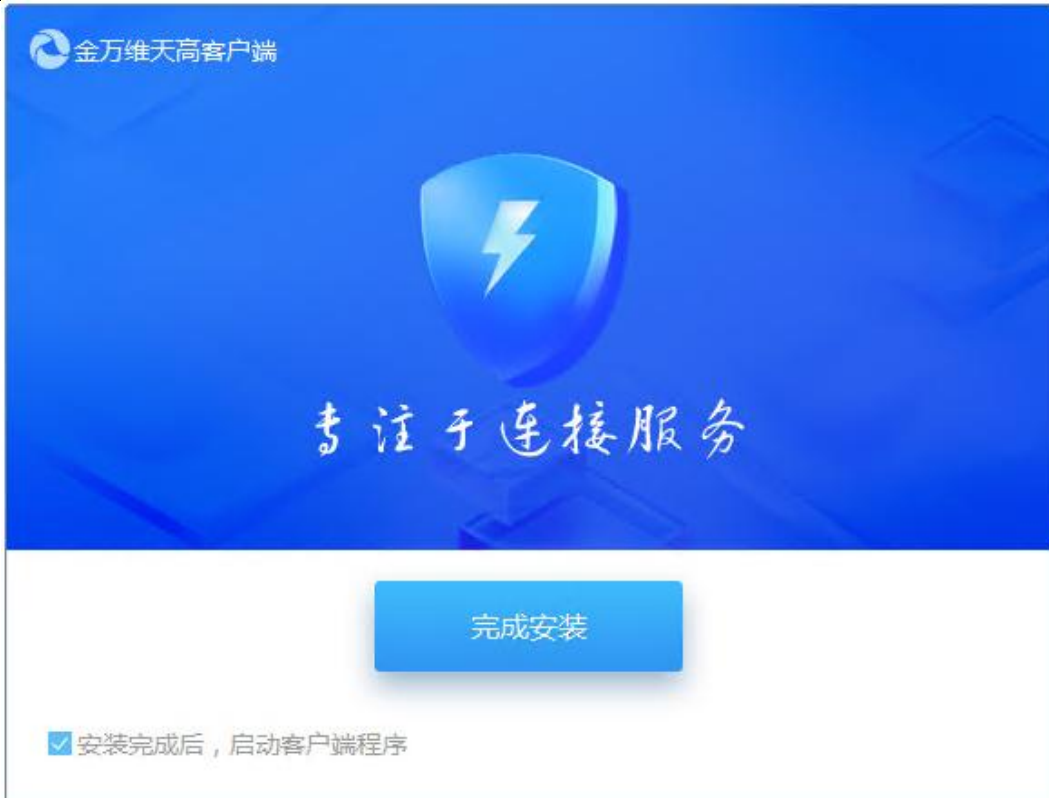 金万维天高客户端
专注于连接服务
完成安装
安装完成后，启动客户端程序